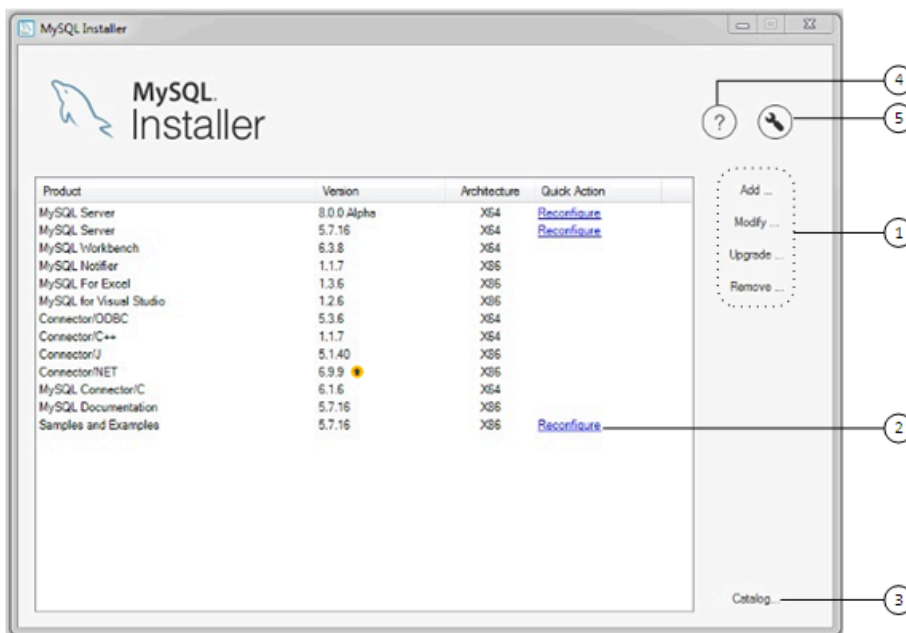 MySQL Installer
MySQL.
Installer
?
4
5
Product Version Architecture Quick Action
MySQL Server 8.0.0 Alpha X64 Reconfigure
MySQL Server 5.7.16 X64 Reconfigure
MySQL Workbench 6.3.8 X64
MySQL Notifier 1.1.7 X86
MySQL For Excel 1.3.6 X86
MySQL for Visual Studio 1.2.6 X86
Connector/ODBC 5.3.6 X64
Connector/C++ 1.1.7 X64
Connector/J 5.1.40 X86
Connector/NET 6.9.9 X86
MySQL Connector/C 6.1.6 X64
MySQL Documentation 5.7.16 X86
Samples and Examples 5.7.16 X86 Reconfigure
Add ...
Modify ...
Upgrade ...
Remove ...
1
2
Catalog...
3